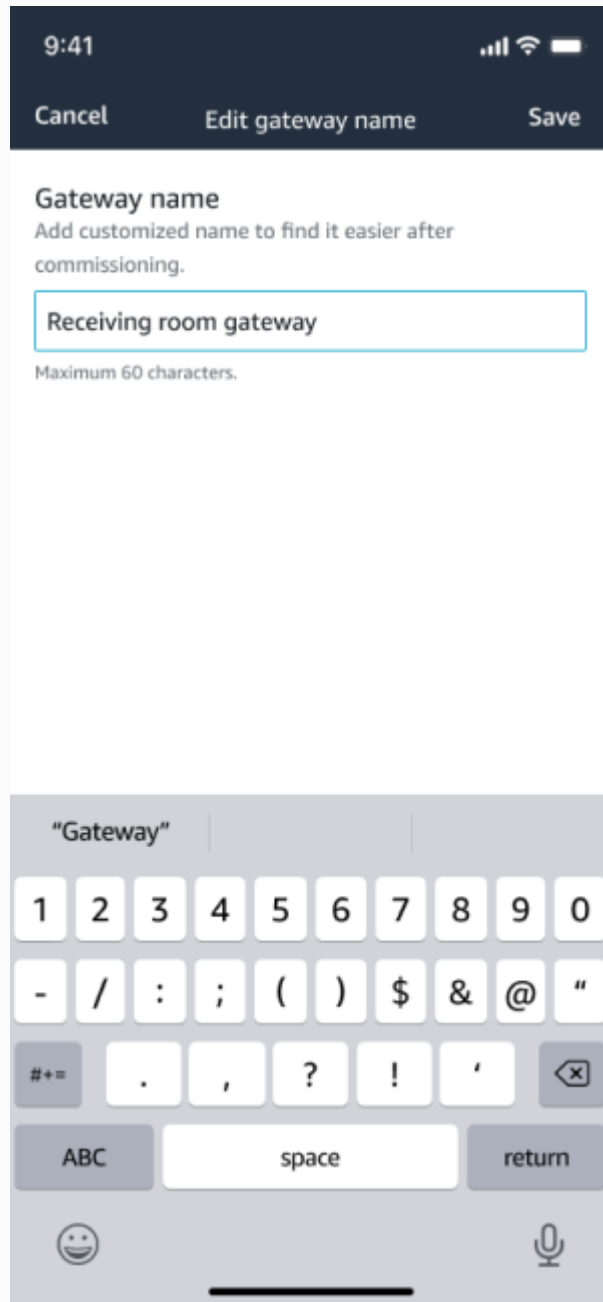 9:41
Cancel Edit gateway name Save
Gateway name
Add customized name to find it easier after
commissioning.
Receiving room gateway
Maximum 60 characters.
“Gateway”
1 2 3 4 5 6 7 8 9 0
- / : ; ( ) $ & @ “
#+= . , ? ! ‘
ABC space return